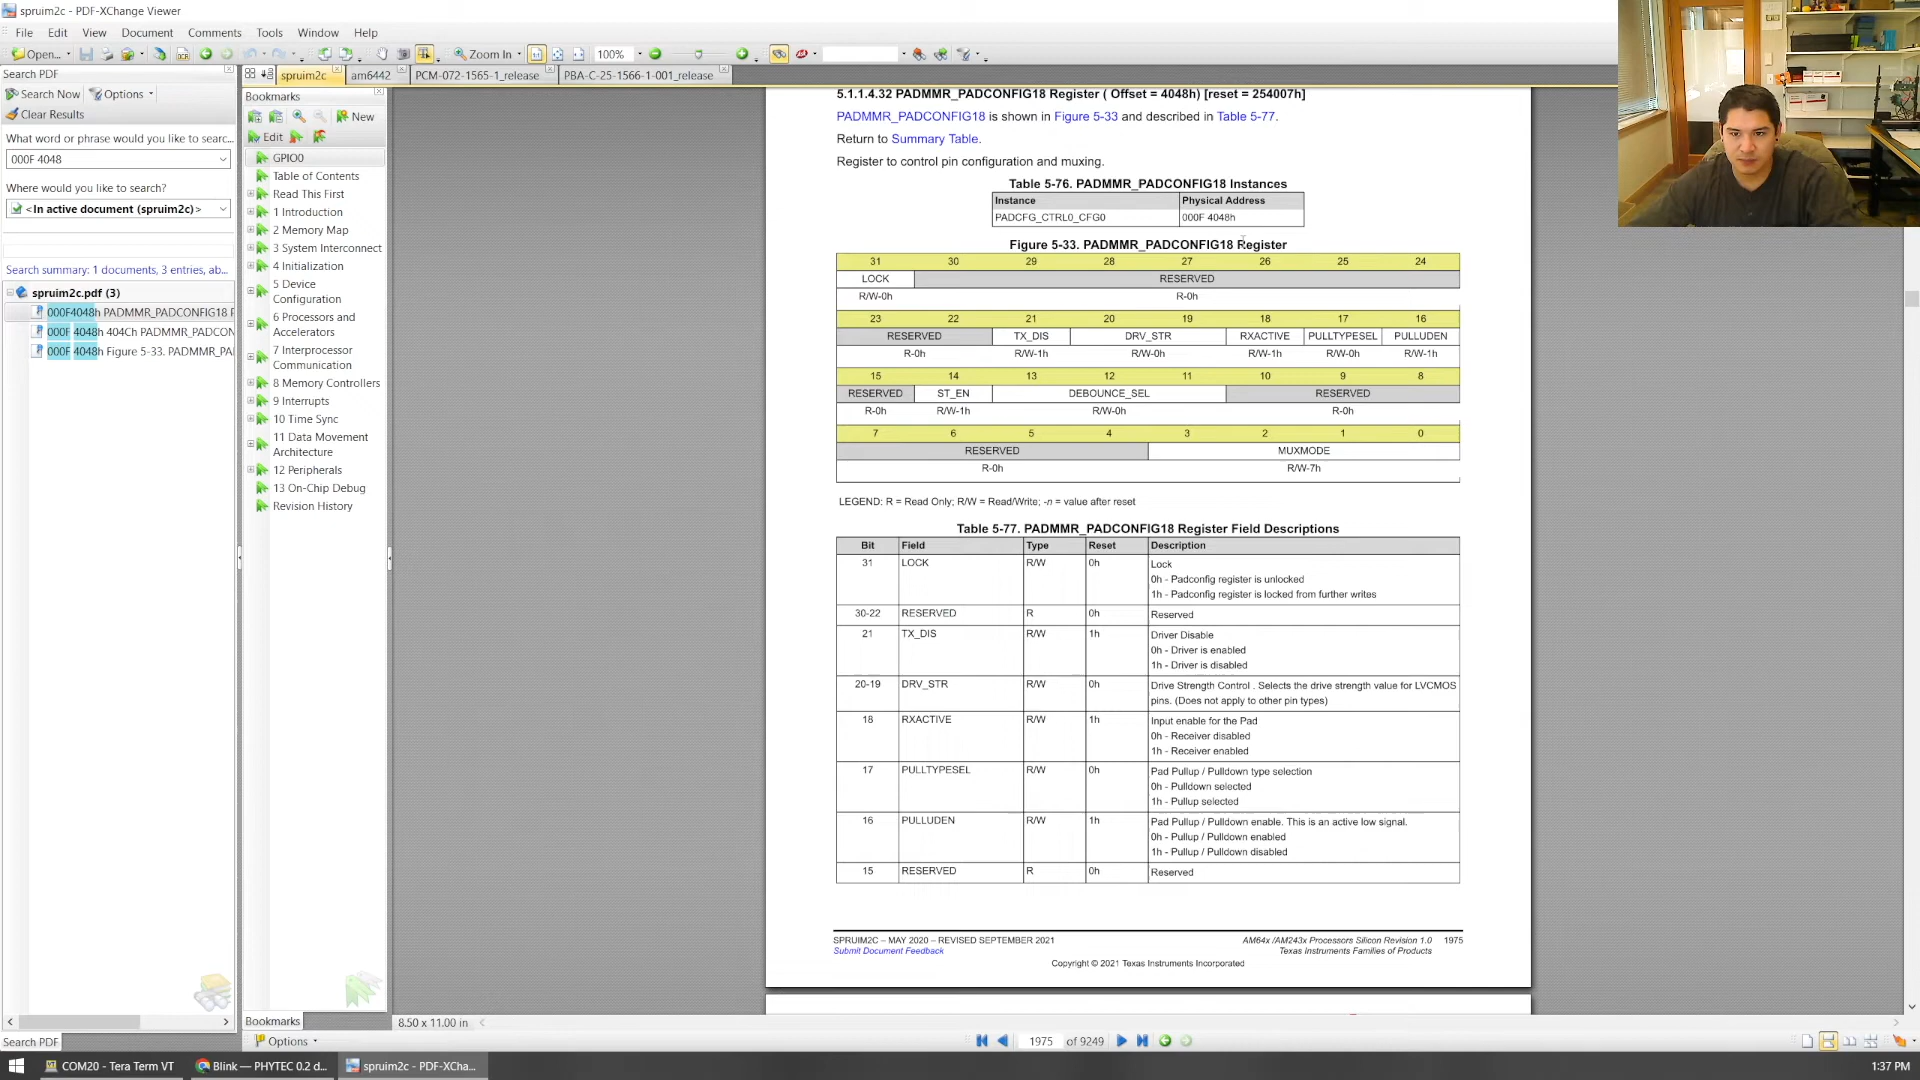 spruim2c - PDF-XChange Viewer
File Edit View Document Comments Tools Window Help
Open... Zoom In 100%
Search PDF
spruim2c am6442 PCM-072-1565-1_release PBA-C-25-1566-1-001_release
Search Now Options
Clear Results
What word or phrase would you like to searc...
000F 4048
Where would you like to search?
<In active document (spruim2c)>
Search summary: 1 documents, 3 entries, ab...
spruim2c.pdf (3)
000F4048h PADMMR_PADCONFIG18 F
000F 4048h 404Ch PADMMR_PADCON
000F 4048h Figure 5-33. PADMMR_PA
Search PDF
Bookmarks
New
Edit
GPIO0
Table of Contents
Read This First
1 Introduction
2 Memory Map
3 System Interconnect
4 Initialization
5 Device
Configuration
6 Processors and
Accelerators
7 Interprocessor
Communication
8 Memory Controllers
9 Interrupts
10 Time Sync
11 Data Movement
Architecture
12 Peripherals
13 On-Chip Debug
Revision History
Bookmarks
Options
5.1.1.4.32 PADMMR_PADCONFIG18 Register ( Offset = 4048h) [reset = 254007h]
PADMMR_PADCONFIG18 is shown in Figure 5-33 and described in Table 5-77.
Return to Summary Table.
Register to control pin configuration and muxing.
Table 5-76. PADMMR_PADCONFIG18 Instances
Instance Physical Address
PADCFG_CTRL0_CFG0 000F 4048h
Figure 5-33. PADMMR_PADCONFIG18 Register
31 30 29 28 27 26 25 24
LOCK RESERVED
R/W-0h R-0h
23 22 21 20 19 18 17 16
RESERVED TX_DIS DRV_STR RXACTIVE PULLTYPESEL PULLUDEN
R-0h R/W-1h R/W-0h R/W-1h R/W-0h R/W-1h
15 14 13 12 11 10 9 8
RESERVED ST_EN DEBOUNCE_SEL RESERVED
R-0h R/W-1h R/W-0h R-0h
7 6 5 4 3 2 1 0
RESERVED MUXMODE
R-0h R/W-7h
LEGEND: R = Read Only; R/W = Read/Write; -n = value after reset
Table 5-77. PADMMR_PADCONFIG18 Register Field Descriptions
Bit Field Type Reset Description
31 LOCK R/W 0h Lock
0h - Padconfig register is unlocked
1h - Padconfig register is locked from further writes
30-22 RESERVED R 0h Reserved
21 TX_DIS R/W 1h Driver Disable
0h - Driver is enabled
1h - Driver is disabled
20-19 DRV_STR R/W 0h Drive Strength Control . Selects the drive strength value for LVCMOS
pins. (Does not apply to other pin types)
18 RXACTIVE R/W 1h Input enable for the Pad
0h - Receiver disabled
1h - Receiver enabled
17 PULLTYPESEL R/W 0h Pad Pullup / Pulldown type selection
0h - Pulldown selected
1h - Pullup selected
16 PULLUDEN R/W 1h Pad Pullup / Pulldown enable. This is an active low signal.
0h - Pullup / Pulldown enabled
1h - Pullup / Pulldown disabled
15 RESERVED R 0h Reserved
SPRUIM2C – MAY 2020 – REVISED SEPTEMBER 2021 AM64x /AM243x Processors Silicon Revision 1.0 1975
Submit Document Feedback Texas Instruments Families of Products
Copyright © 2021 Texas Instruments Incorporated
8.50 x 11.00 in
1975 of 9249
COM20 - Tera Term VT Blink — PHYTEC 0.2 d... spruim2c - PDF-XCha... 1:37 PM